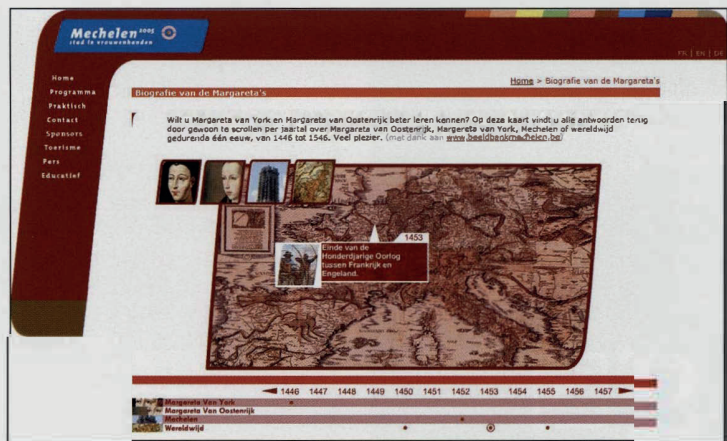 Mechelen 2005
stad in vrouwenhanden
FR | EN | DE
Home
Programma
Praktisch
Contact
Sponsors
Toerisme
Pers
Educatief
Home > Biografie van de Margareta's
Biografie van de Margareta's
Wilt u Margareta van York en Margareta van Oostenrijk beter leren kennen? Op deze kaart vindt u alle antwoorden terug
door gewoon te scrollen per jaartal over Margareta van Oostenrijk, Margareta van York, Mechelen of wereldwijd
gedurende één eeuw, van 1446 tot 1546. Veel plezier. (met dank aan www.beeldbankmechelen.be)
1453
Einde van de
Honderdjarige Oorlog
tussen Frankrijk en
Engeland.
1446 1447 1448 1449 1450 1451 1452 1453 1454 1455 1456 1457
Margareta Van York
Margareta Van Oostenrijk
Mechelen
Wereldwijd